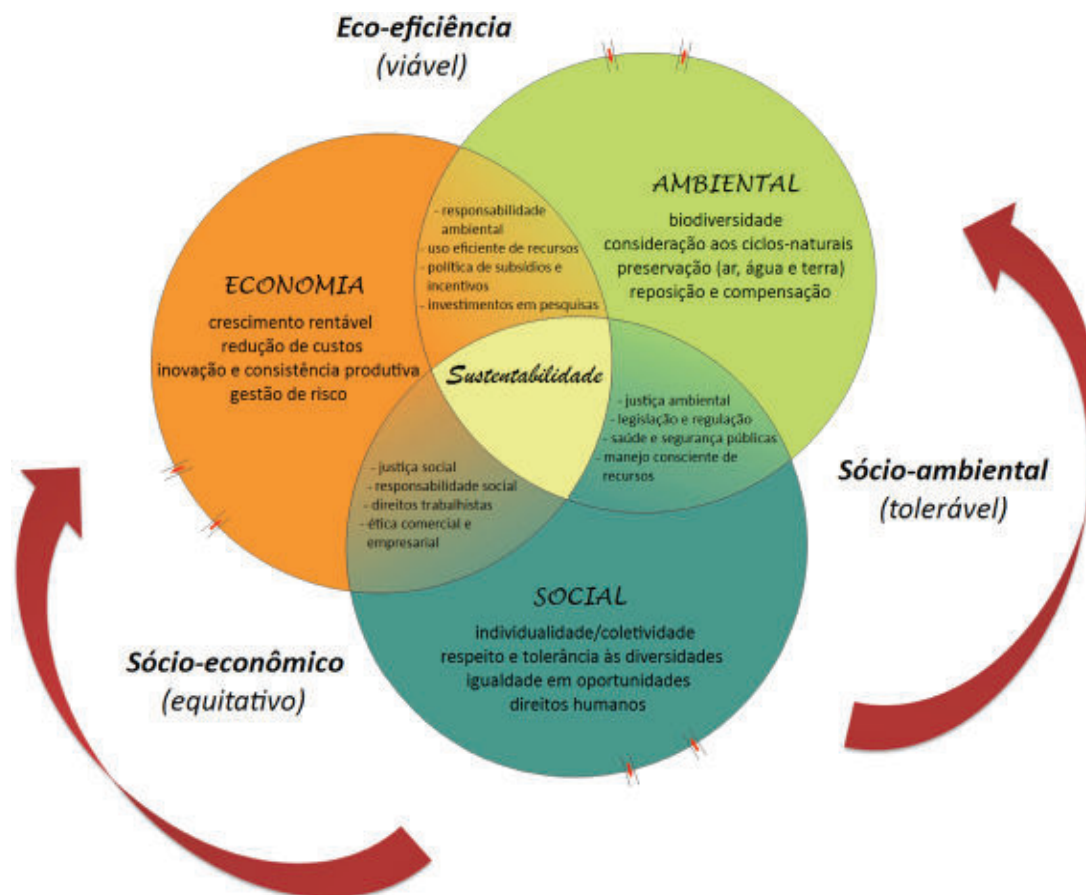 Eco-eficiência
(viável)
AMBIENTAL
biodiversidade
consideração aos ciclos-naturais
preservação (ar, água e terra)
reposição e compensação
- responsabilidade
ambiental
- uso eficiente de recursos
- política de subsídios e
incentivos
- investimentos em pesquisas
ECONOMIA
crescimento rentável
redução de custos
inovação e consistência produtiva
gestão de risco
Sustentabilidade
- justiça ambiental
- legislação e regulação
- saúde e segurança públicas
- manejo consciente de
recursos
- justiça social
- responsabilidade social
- direitos trabalhistas
- ética comercial e
empresarial
Sócio-ambiental
(tolerável)
SOCIAL
individualidade/coletividade
respeito e tolerância às diversidades
igualdade em oportunidades
direitos humanos
Sócio-econômico
(equitativo)